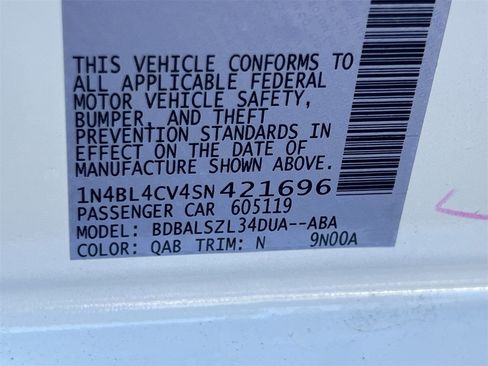 THIS VEHICLE CONFORMS TO
ALL APPLICABLE FEDERAL
MOTOR VEHICLE SAFETY,
BUMPER, AND THEFT
PREVENTION STANDARDS IN
EFFECT ON THE DATE OF
MANUFACTURE SHOWN ABOVE.
1N4BL4CV4SN421696
PASSENGER CAR 605119
MODEL: BDBALSZL34DUA--ABA
COLOR: QAB TRIM: N 9N00A